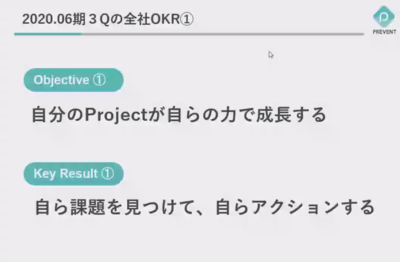 2020.06期３Qの全社OKR①
PREVENT
Objective ①
自分のProjectが自らの力で成長する
Key Result ①
自ら課題を見つけて、自らアクションする